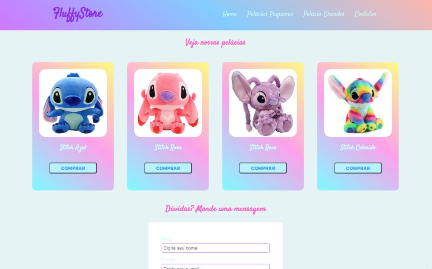 FluffyStore
Home Pelúcias Pequenas Pelúcias Grandes Contatos
Veja nossas pelúcias
Stitch Azul Stitch Rosa Stitch Roxo Stitch Colorido
COMPRAR COMPRAR COMPRAR COMPRAR
Dúvidas? Mande uma mensagem
Digite seu nome
Digite seu e-mail